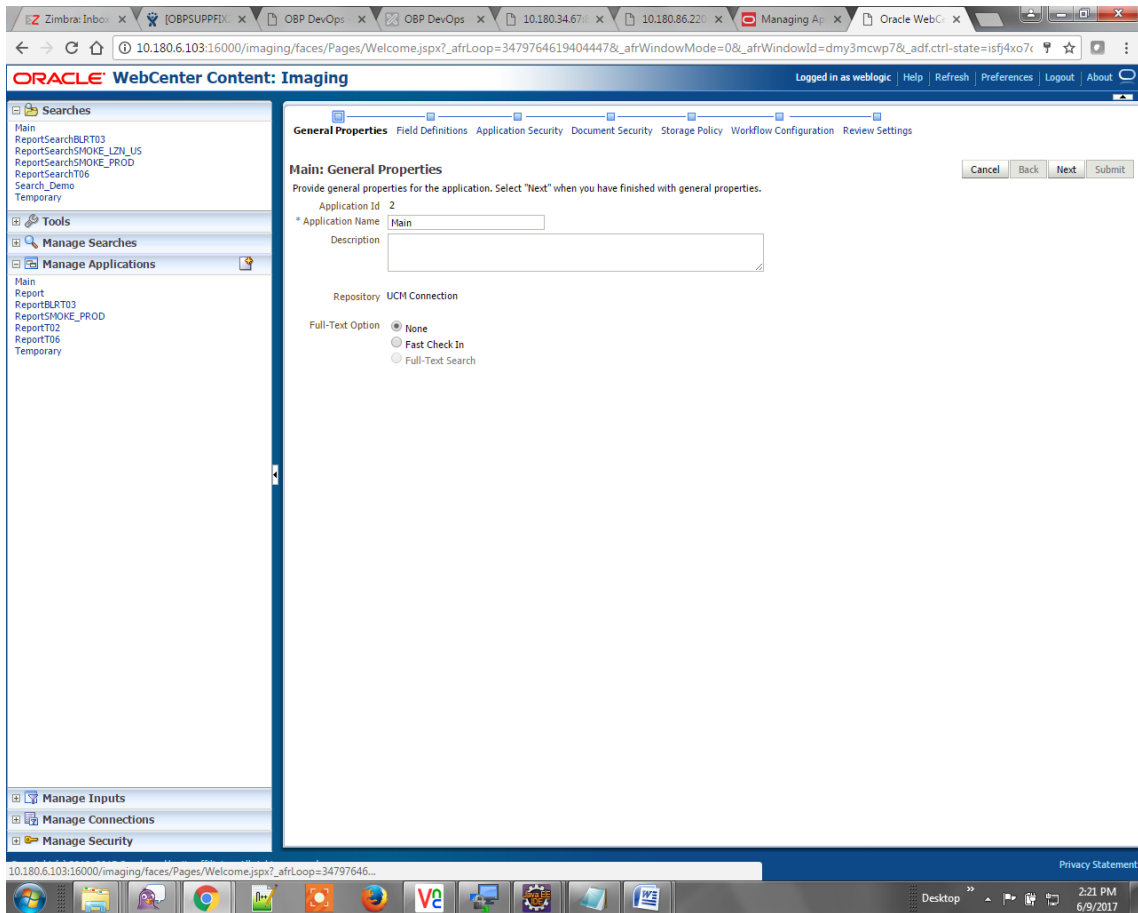 Zimbra: Inbox
[OBPSUPPFIX
OBP DevOps
OBP DevOps
10.180.34.67:
10.180.86.220
Managing Ap
Oracle WebCe
10.180.6.103:16000/imaging/faces/Pages/Welcome.jspx?_afrLoop=34797646194044478&_afrWindowMode=0&_afrWindowId=dmy3mcwp7&_adf.ctrl-state=isfj4xo7c
ORACLE WebCenter Content: Imaging
Logged in as weblogic | Help | Refresh | Preferences | Logout | About
Searches
Main
ReportSearchBLRT03
ReportSearchSMOKE_LZN_US
ReportSearchSMOKE_PROD
ReportSearchT06
Search_Demo
Temporary
Tools
Manage Searches
Manage Applications
Main
Report
ReportBLRT03
ReportSMOKE_PROD
ReportT02
ReportT06
Temporary
Manage Inputs
Manage Connections
Manage Security
General Properties Field Definitions Application Security Document Security Storage Policy Workflow Configuration Review Settings
Main: General Properties
Cancel Back Next Submit
Provide general properties for the application. Select "Next" when you have finished with general properties.
Application Id 2
* Application Name Main
Description
Repository UCM Connection
Full-Text Option None
Fast Check In
Full-Text Search
Privacy Statement
10.180.6.103:16000/imaging/faces/Pages/Welcome.jspx?_afrLoop=34797646...
Desktop
2:21 PM
6/9/2017